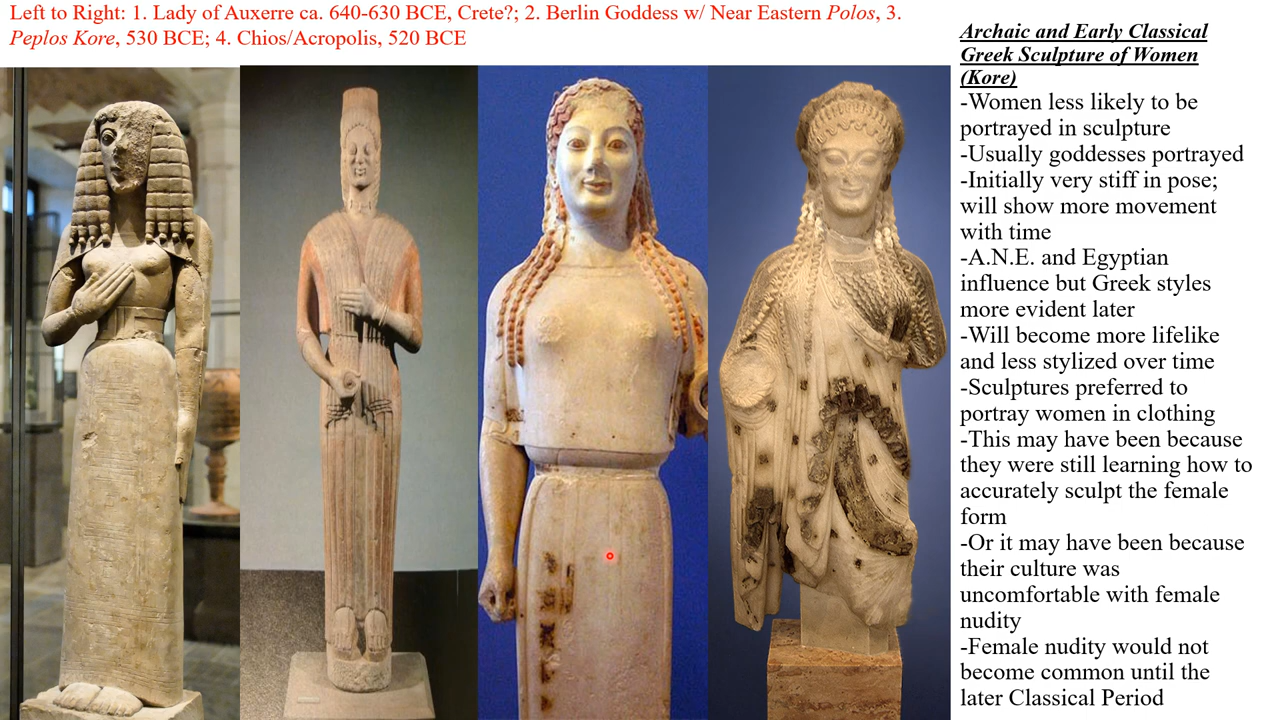 Left to Right: 1. Lady of Auxerre ca. 640-630 BCE, Crete?; 2. Berlin Goddess w/ Near Eastern Polos, 3.
Peplos Kore, 530 BCE; 4. Chios/Acropolis, 520 BCE
Archaic and Early Classical
Greek Sculpture of Women
(Kore)
-Women less likely to be
portrayed in sculpture
-Usually goddesses portrayed
-Initially very stiff in pose;
will show more movement
with time
-A.N.E. and Egyptian
influence but Greek styles
more evident later
-Will become more lifelike
and less stylized over time
-Sculptures preferred to
portray women in clothing
-This may have been because
they were still learning how to
accurately sculpt the female
form
-Or it may have been because
their culture was
uncomfortable with female
nudity
-Female nudity would not
become common until the
later Classical Period